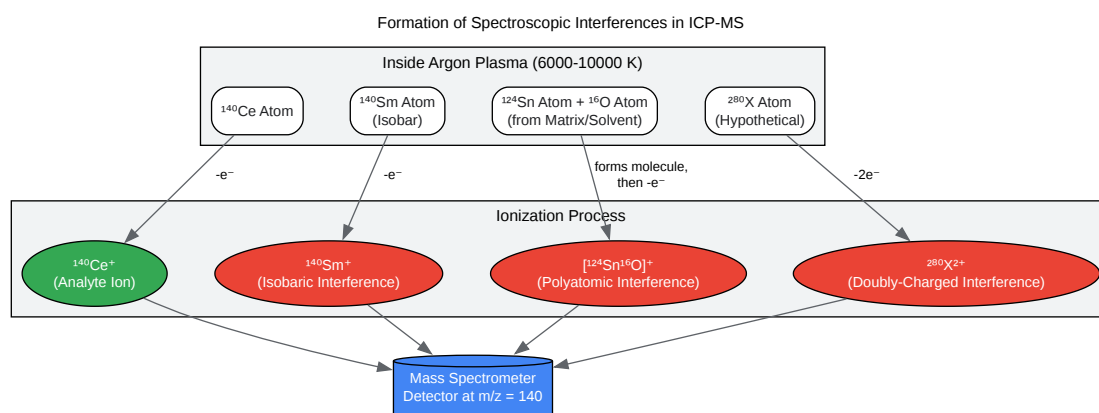 Formation of Spectroscopic Interferences in ICP-MS
Inside Argon Plasma (6000-10000 K)
¹⁴⁰Ce Atom
¹⁴⁰Sm Atom
(Isobar)
¹²⁴Sn Atom + ¹⁶O Atom
(from Matrix/Solvent)
²⁸⁰X Atom
(Hypothetical)
-e⁻
-e⁻
forms molecule,
then -e⁻
-2e⁻
Ionization Process
¹⁴⁰Ce⁺
(Analyte Ion)
¹⁴⁰Sm⁺
(Isobaric Interference)
[¹²⁴Sn¹⁶O]⁺
(Polyatomic Interference)
²⁸⁰X²⁺
(Doubly-Charged Interference)
Mass Spectrometer
Detector at m/z = 140